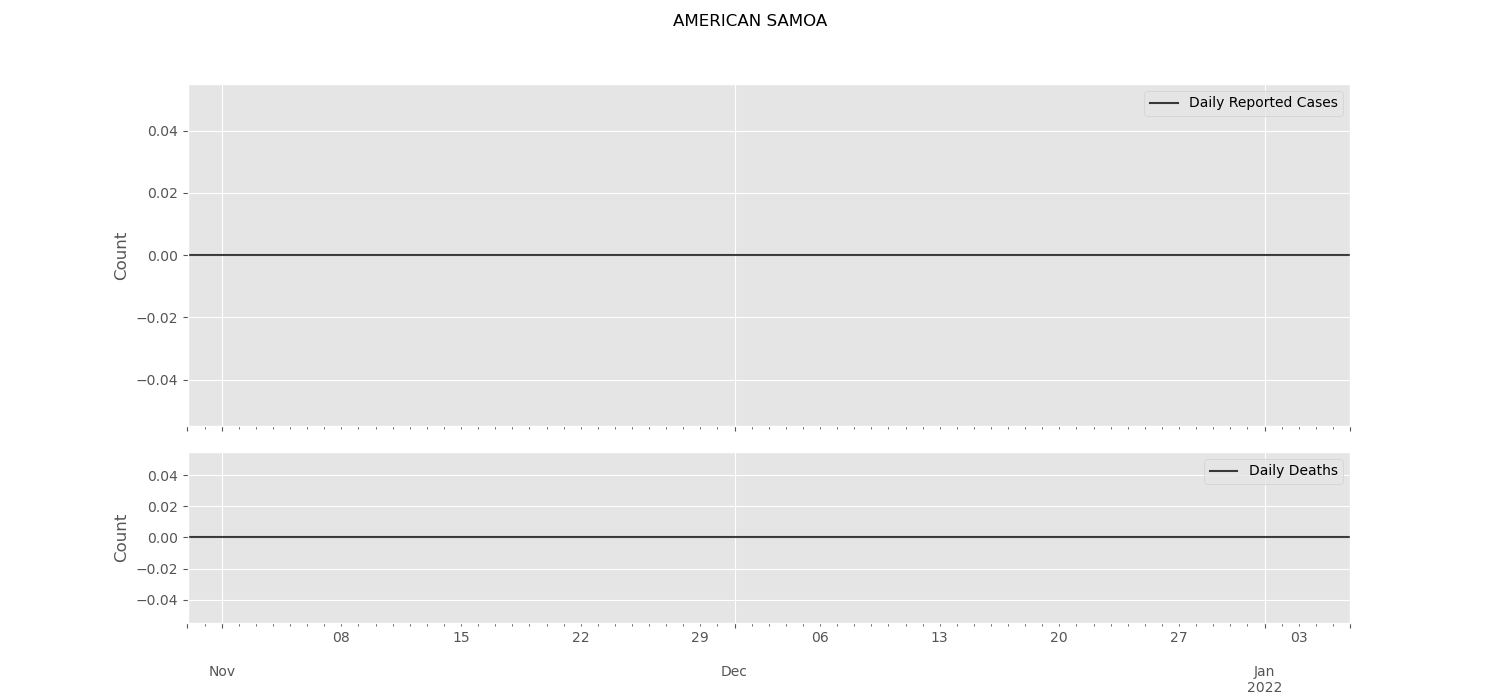 AMERICAN SAMOA
Daily Reported Cases
0.04
0.02
0.00
−0.02
−0.04
Count
Daily Deaths
0.04
0.02
0.00
−0.02
−0.04
Count
08 15 22 29 06 13 20 27 03
Nov Dec Jan
2022